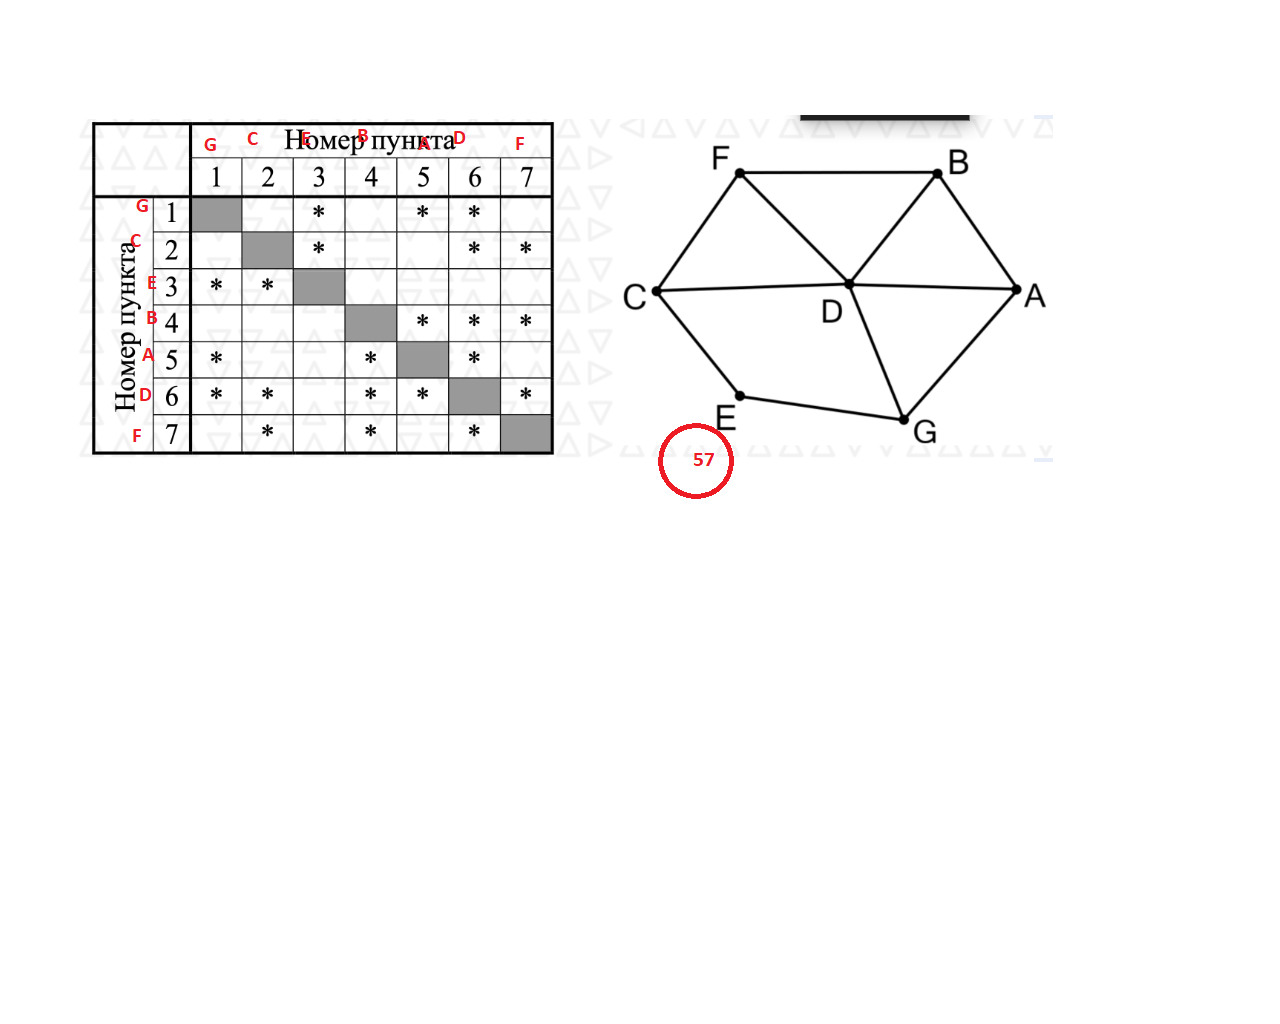 G C E Номер пункта B A D F
1 2 3 4 5 6 7
Номер пункта
G 1 * * *
C 2 * * *
E 3 * *
B 4 * * *
A 5 * * *
D 6 * * * * *
F 7 * * *
F B
C D A
E G
57